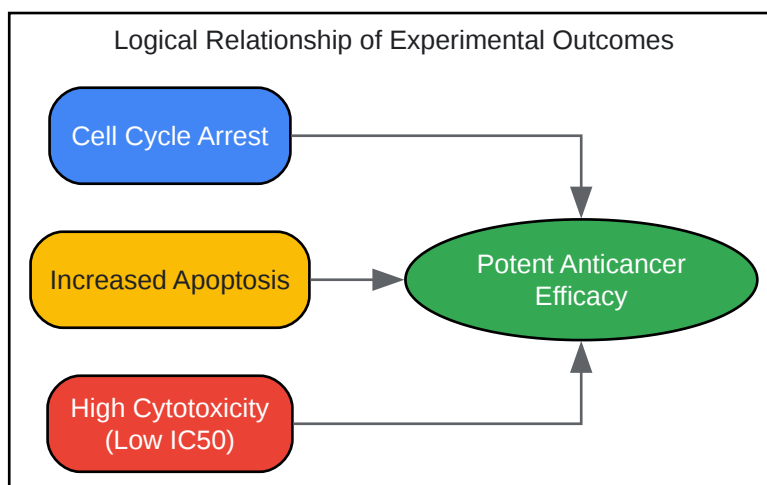 Logical Relationship of Experimental Outcomes
Cell Cycle Arrest
Increased Apoptosis
Potent Anticancer
Efficacy
High Cytotoxicity
(Low IC50)